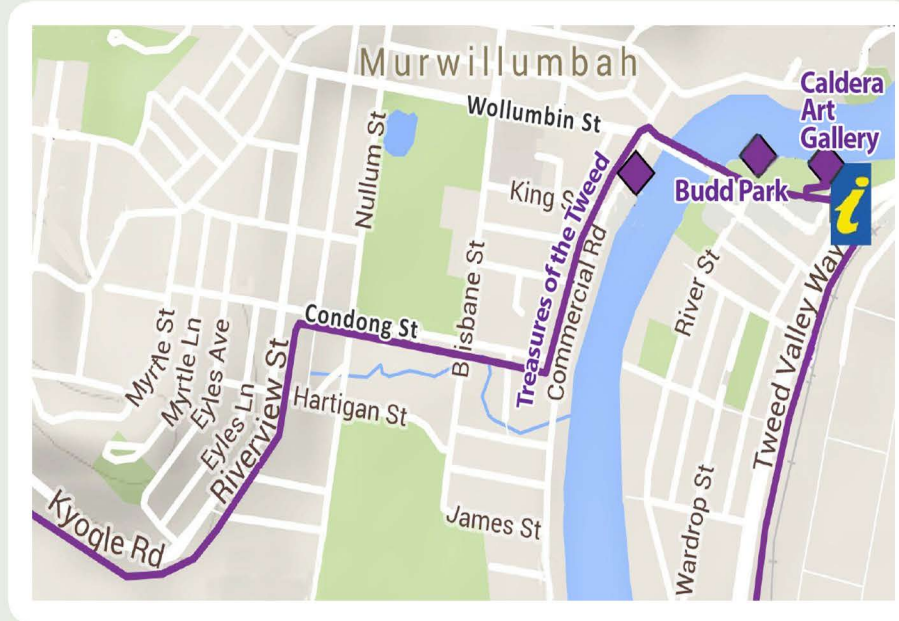 Murwillumbah
Caldera
Art
Gallery
Wollumbin St
Nullum St
King
Budd Park
Treasures of the Tweed
Commercial Rd
River St
Brisbane St
Condong St
Tweed Valley Way
Myrtle St
Myrtle Ln
Eyles Ave
Eyles Ln
Riverview St
Hartigan St
James St
Wardrop St
Kyogle Rd
i